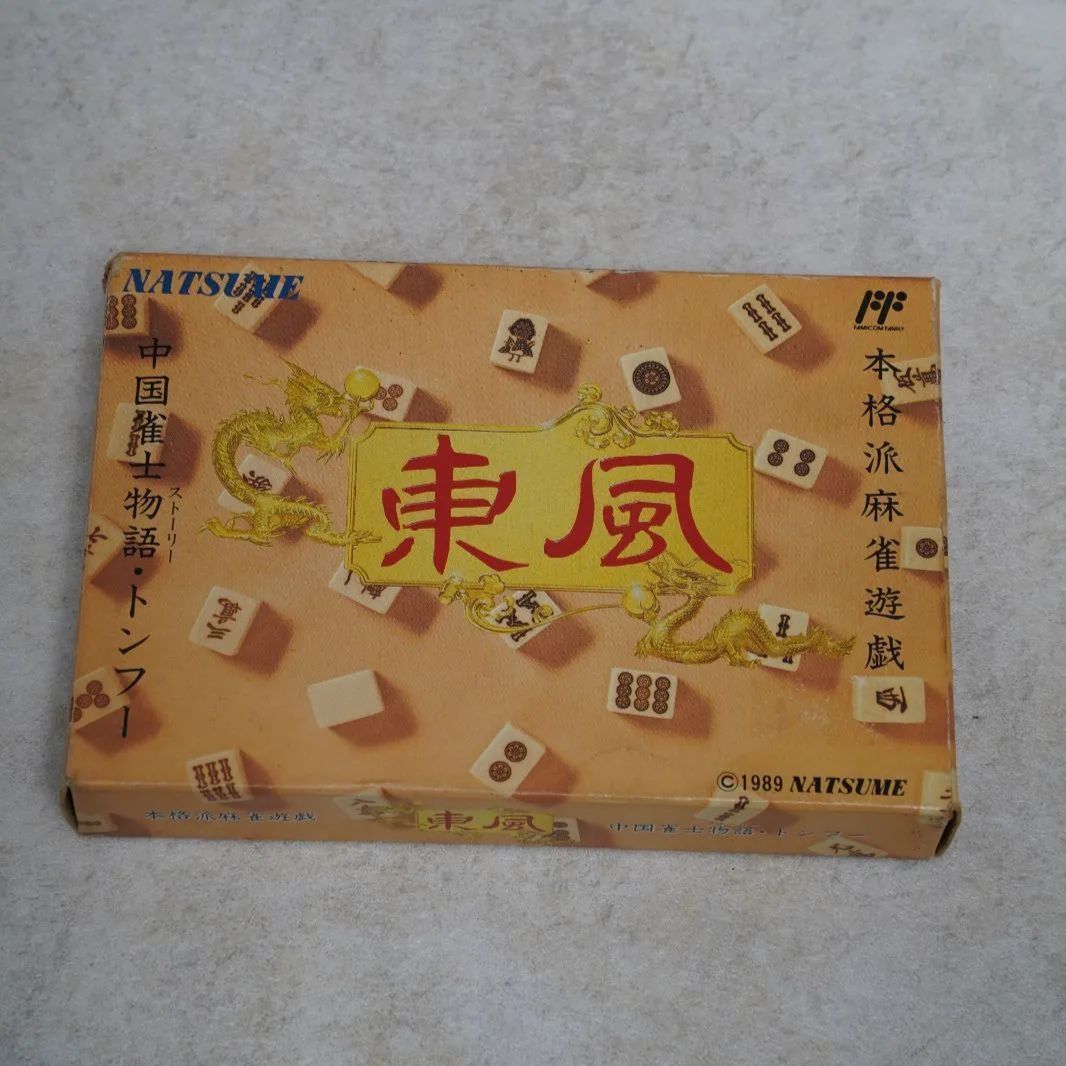 NATSUME
FAMICOM FAMILY
本格派麻雀遊戯
東風
中国雀士物語・トンフー
ストーリー
©1989 NATSUME
本格派麻雀遊戯
東風
中国雀士物語・トンフー